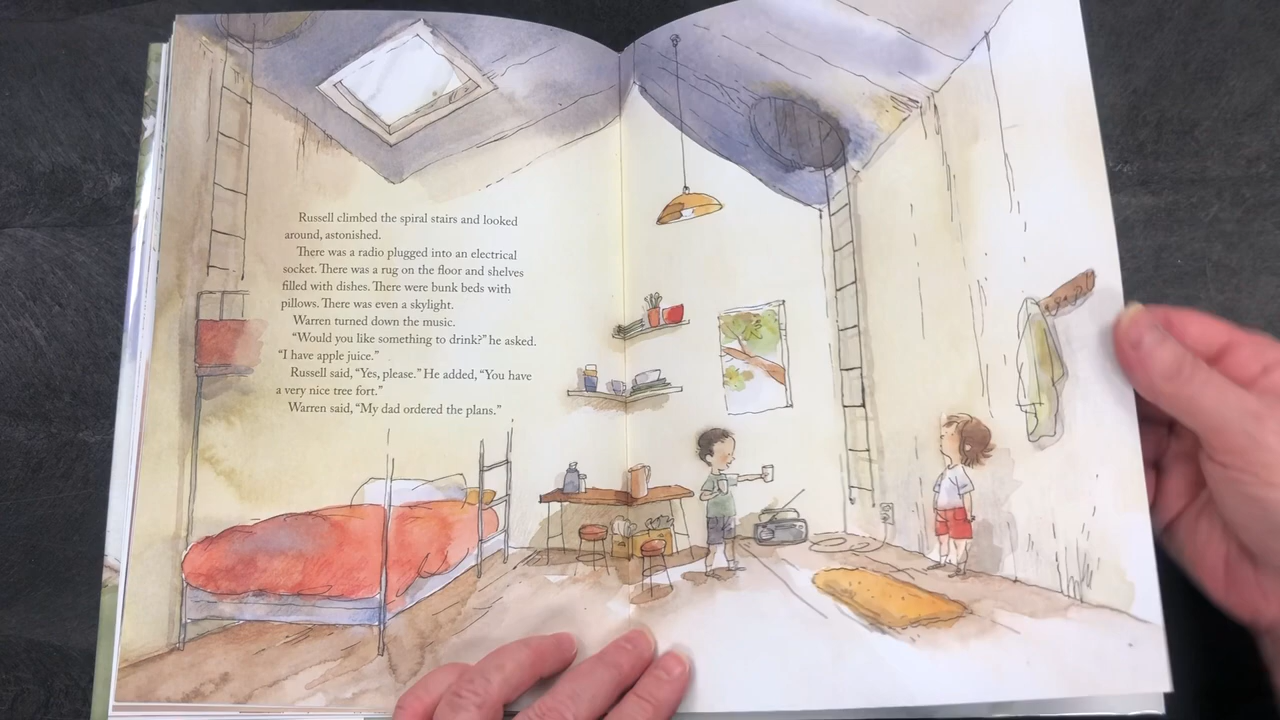 Russell climbed the spiral stairs and looked
around, astonished.
There was a radio plugged into an electrical
socket. There was a rug on the floor and shelves
filled with dishes. There were bunk beds with
pillows. There was even a skylight.
Warren turned down the music.
“Would you like something to drink?” he asked.
“I have apple juice.”
Russell said, “Yes, please.” He added, “You have
a very nice tree fort.”
Warren said, “My dad ordered the plans.”